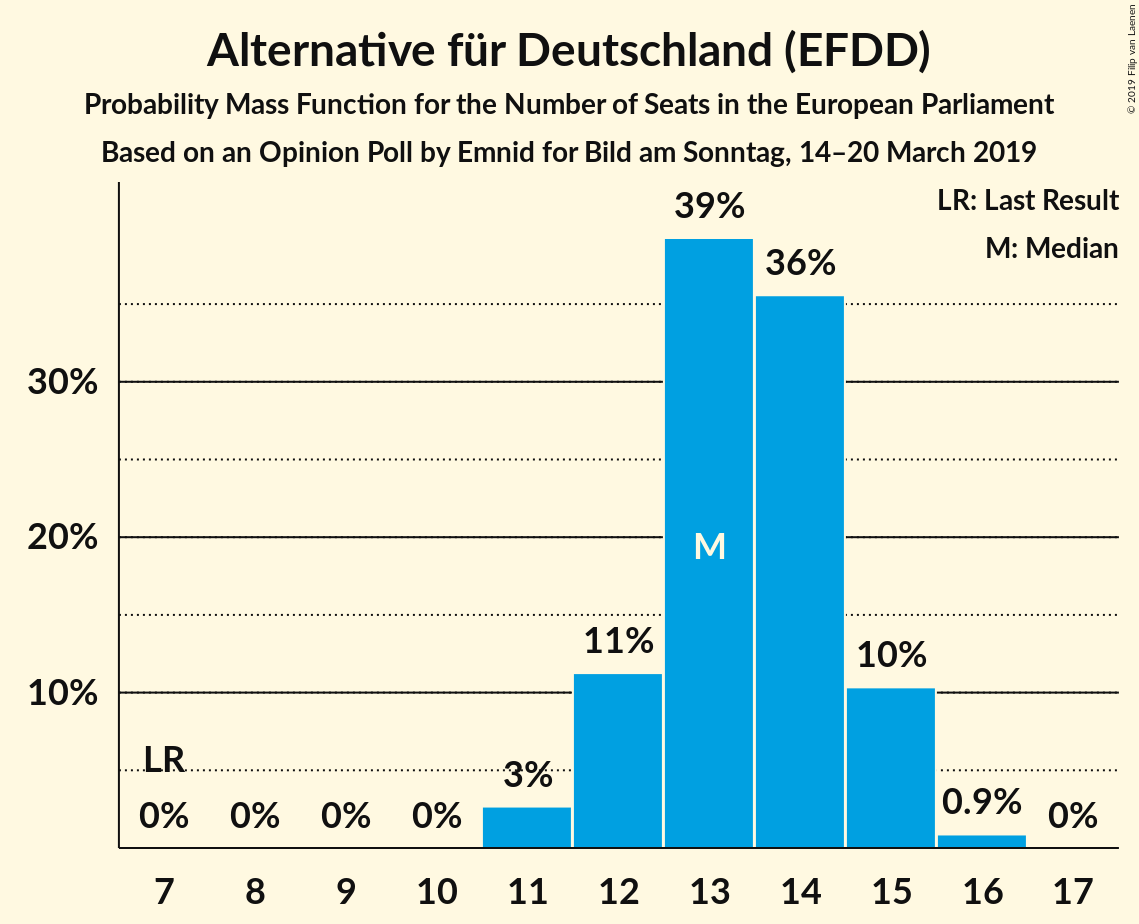 Alternative für Deutschland (EFDD)
Probability Mass Function for the Number of Seats in the European Parliament
Based on an Opinion Poll by Emnid for Bild am Sonntag, 14–20 March 2019
© 2019 Filip van Laenen
LR: Last Result
M: Median
39%
36%
30%
20%
M
11%
10%
10%
LR
3%
0.9%
0% 0% 0% 0% 0%
7 8 9 10 11 12 13 14 15 16 17